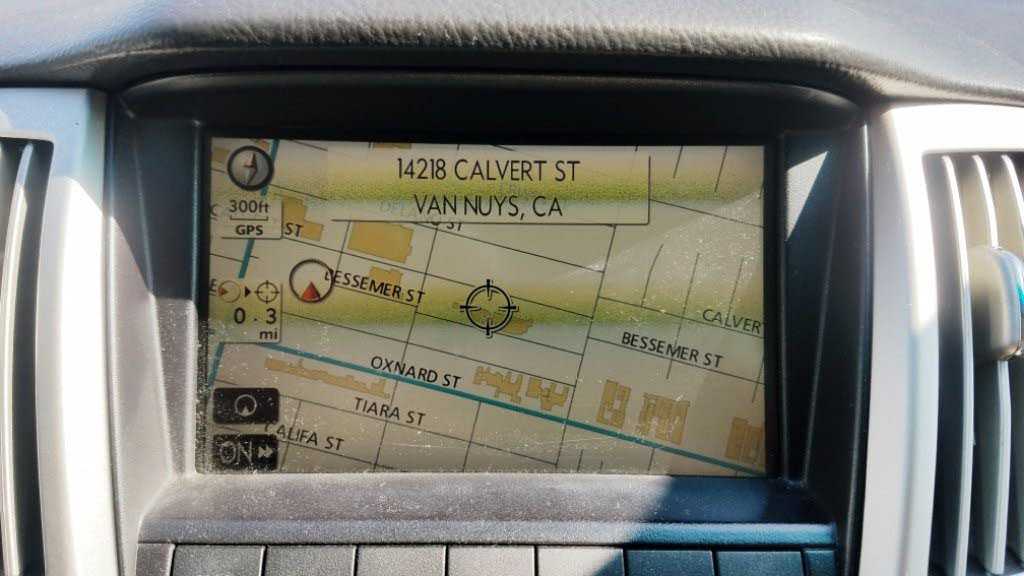 14218 CALVERT ST
VAN NUYS, CA
300ft
GPS
ST
BESSEMER ST
0.3
mi
CALVER
BESSEMER ST
OXNARD ST
TIARA ST
CALIFA ST
ON